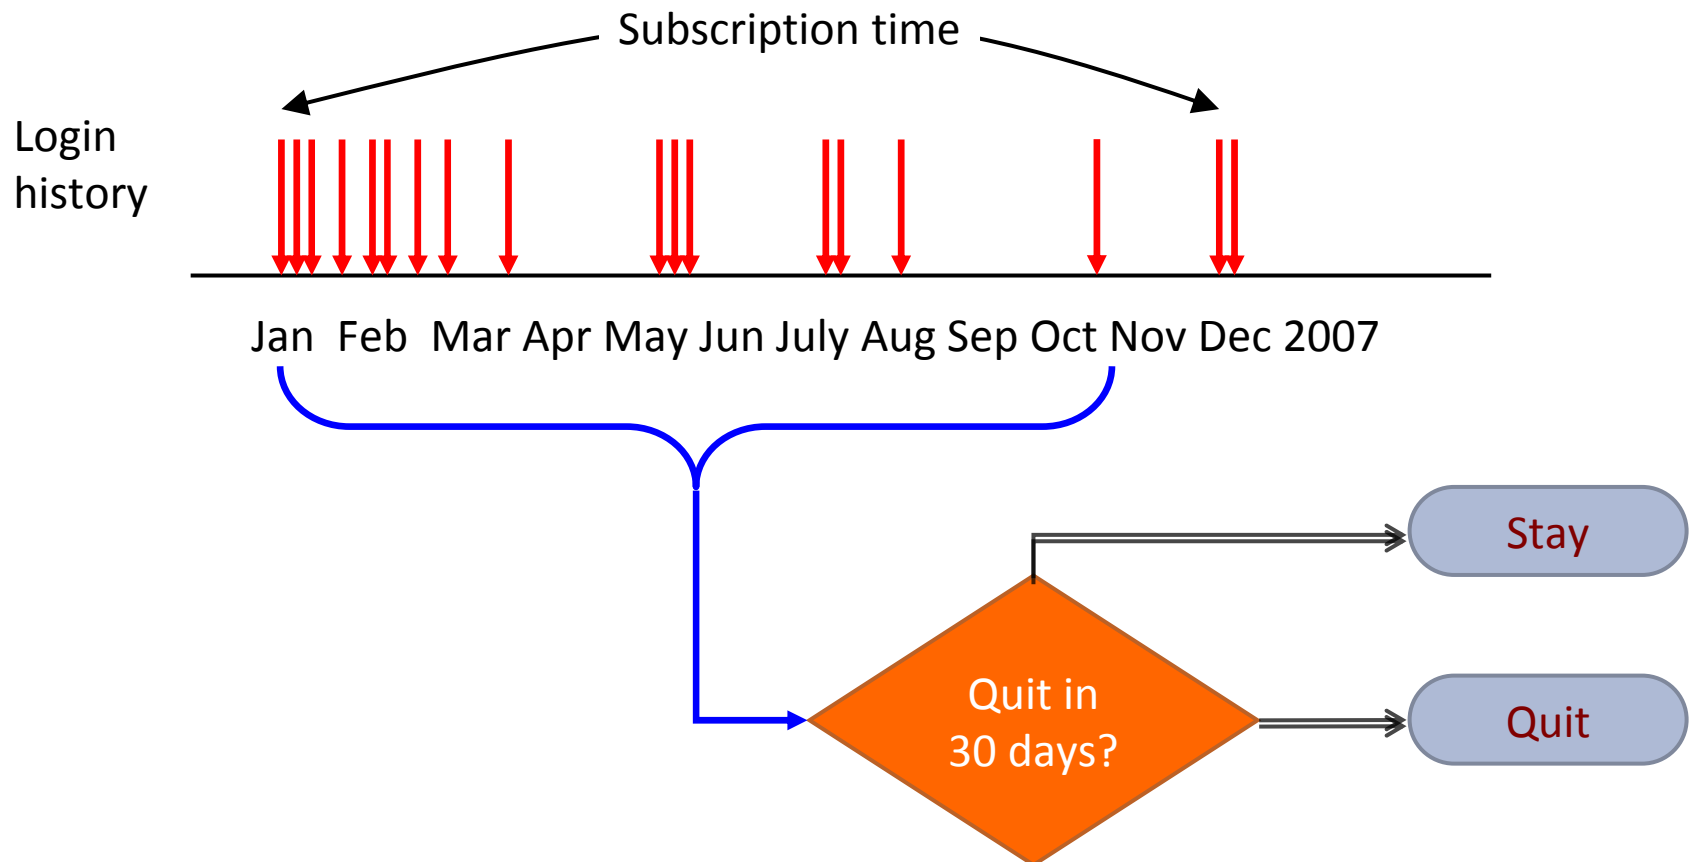 Subscription time
Login
history
Jan Feb Mar Apr May Jun July Aug Sep Oct Nov Dec 2007
Stay
Quit in
30 days?
Quit